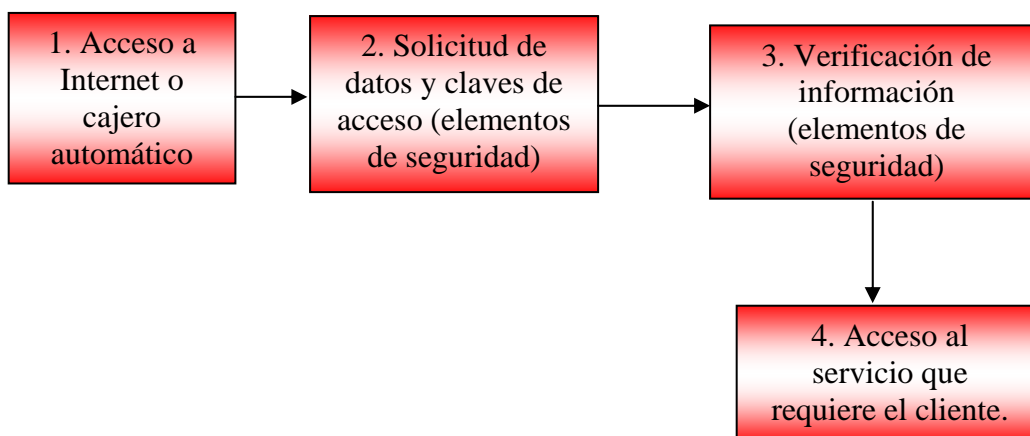 1. Acceso a
Internet o
cajero
automático
2. Solicitud de
datos y claves de
acceso (elementos
de seguridad)
3. Verificación de
información
(elementos de
seguridad)
4. Acceso al
servicio que
requiere el cliente.